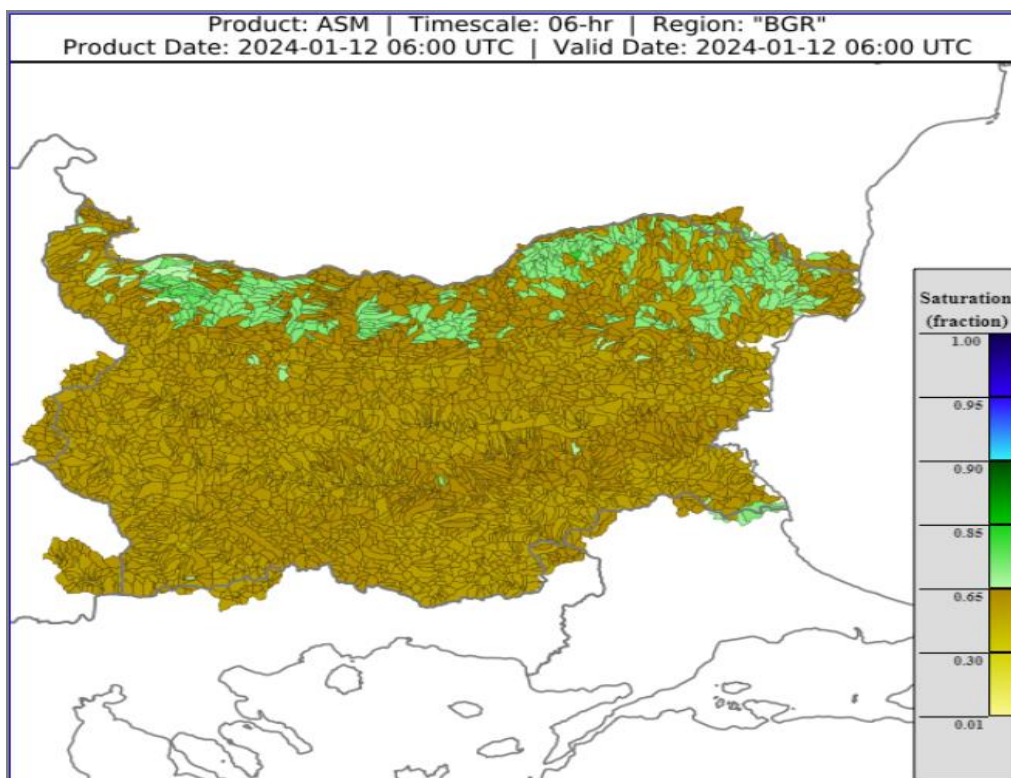 Product: ASM | Timescale: 06-hr | Region: "BGR"
Product Date: 2024-01-12 06:00 UTC | Valid Date: 2024-01-12 06:00 UTC
Saturation
(fraction)
1.00
0.95
0.90
0.85
0.65
0.30
0.01